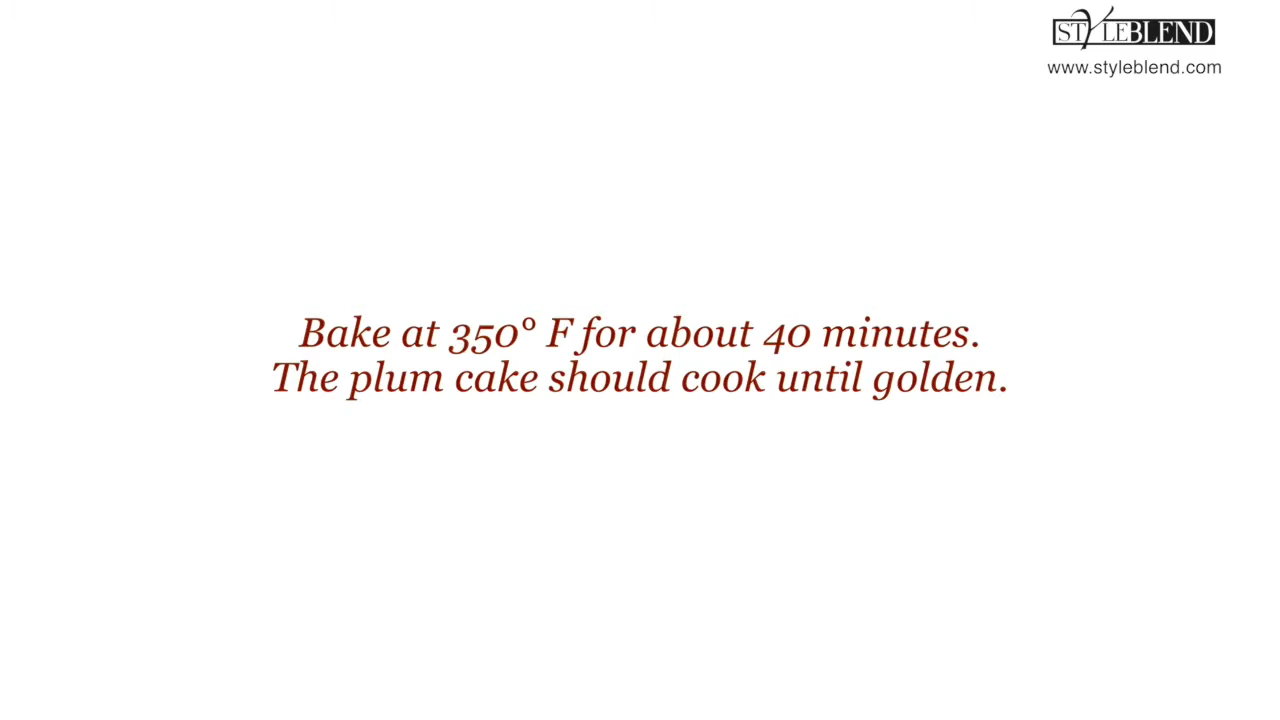 STYLEBLEND
www.styleblend.com
Bake at 350° F for about 40 minutes.
The plum cake should cook until golden.